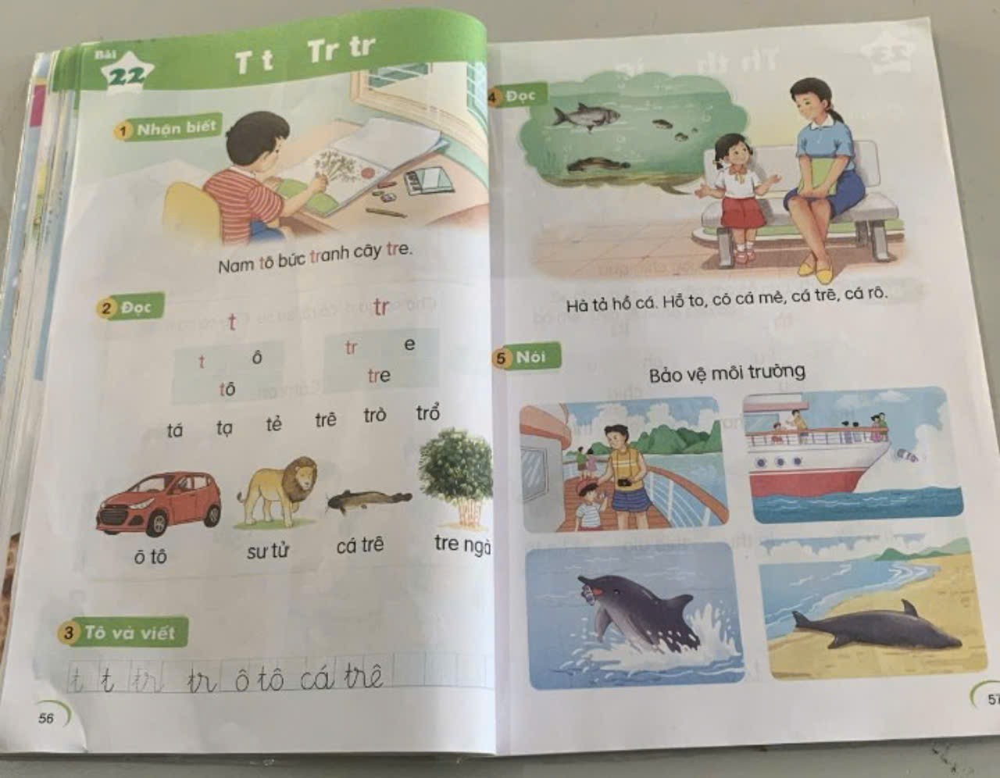 Bài
22
T t Tr tr
1 Nhận biết
Nam tô bức tranh cây tre.
2 Đọc
t tr
t ô tr e
tô tre
tá tạ tẻ trê trò trổ
ô tô sư tử cá trê tre ngà
3 Tô và viết
t t tr tr ô tô cá trê
56
4 Đọc
Hà tả hồ cá. Hồ to, có cá mè, cá trê, cá rô.
5 Nói
Bảo vệ môi trường
57